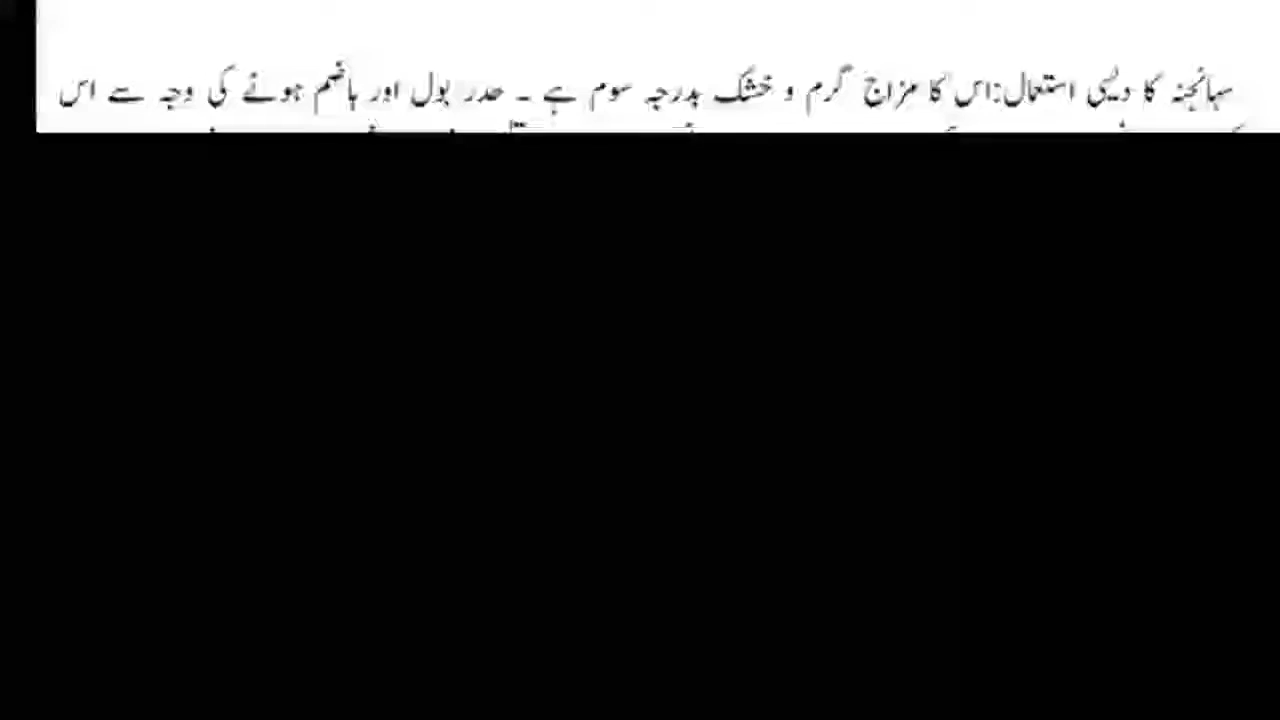 سہانجنہ کا دیسی استعمال:اس کا مزاج گرم و خشک بدرجہ سوم ہے ۔ حدر بول اور ہاضم ہونے کی وجہ سے اس